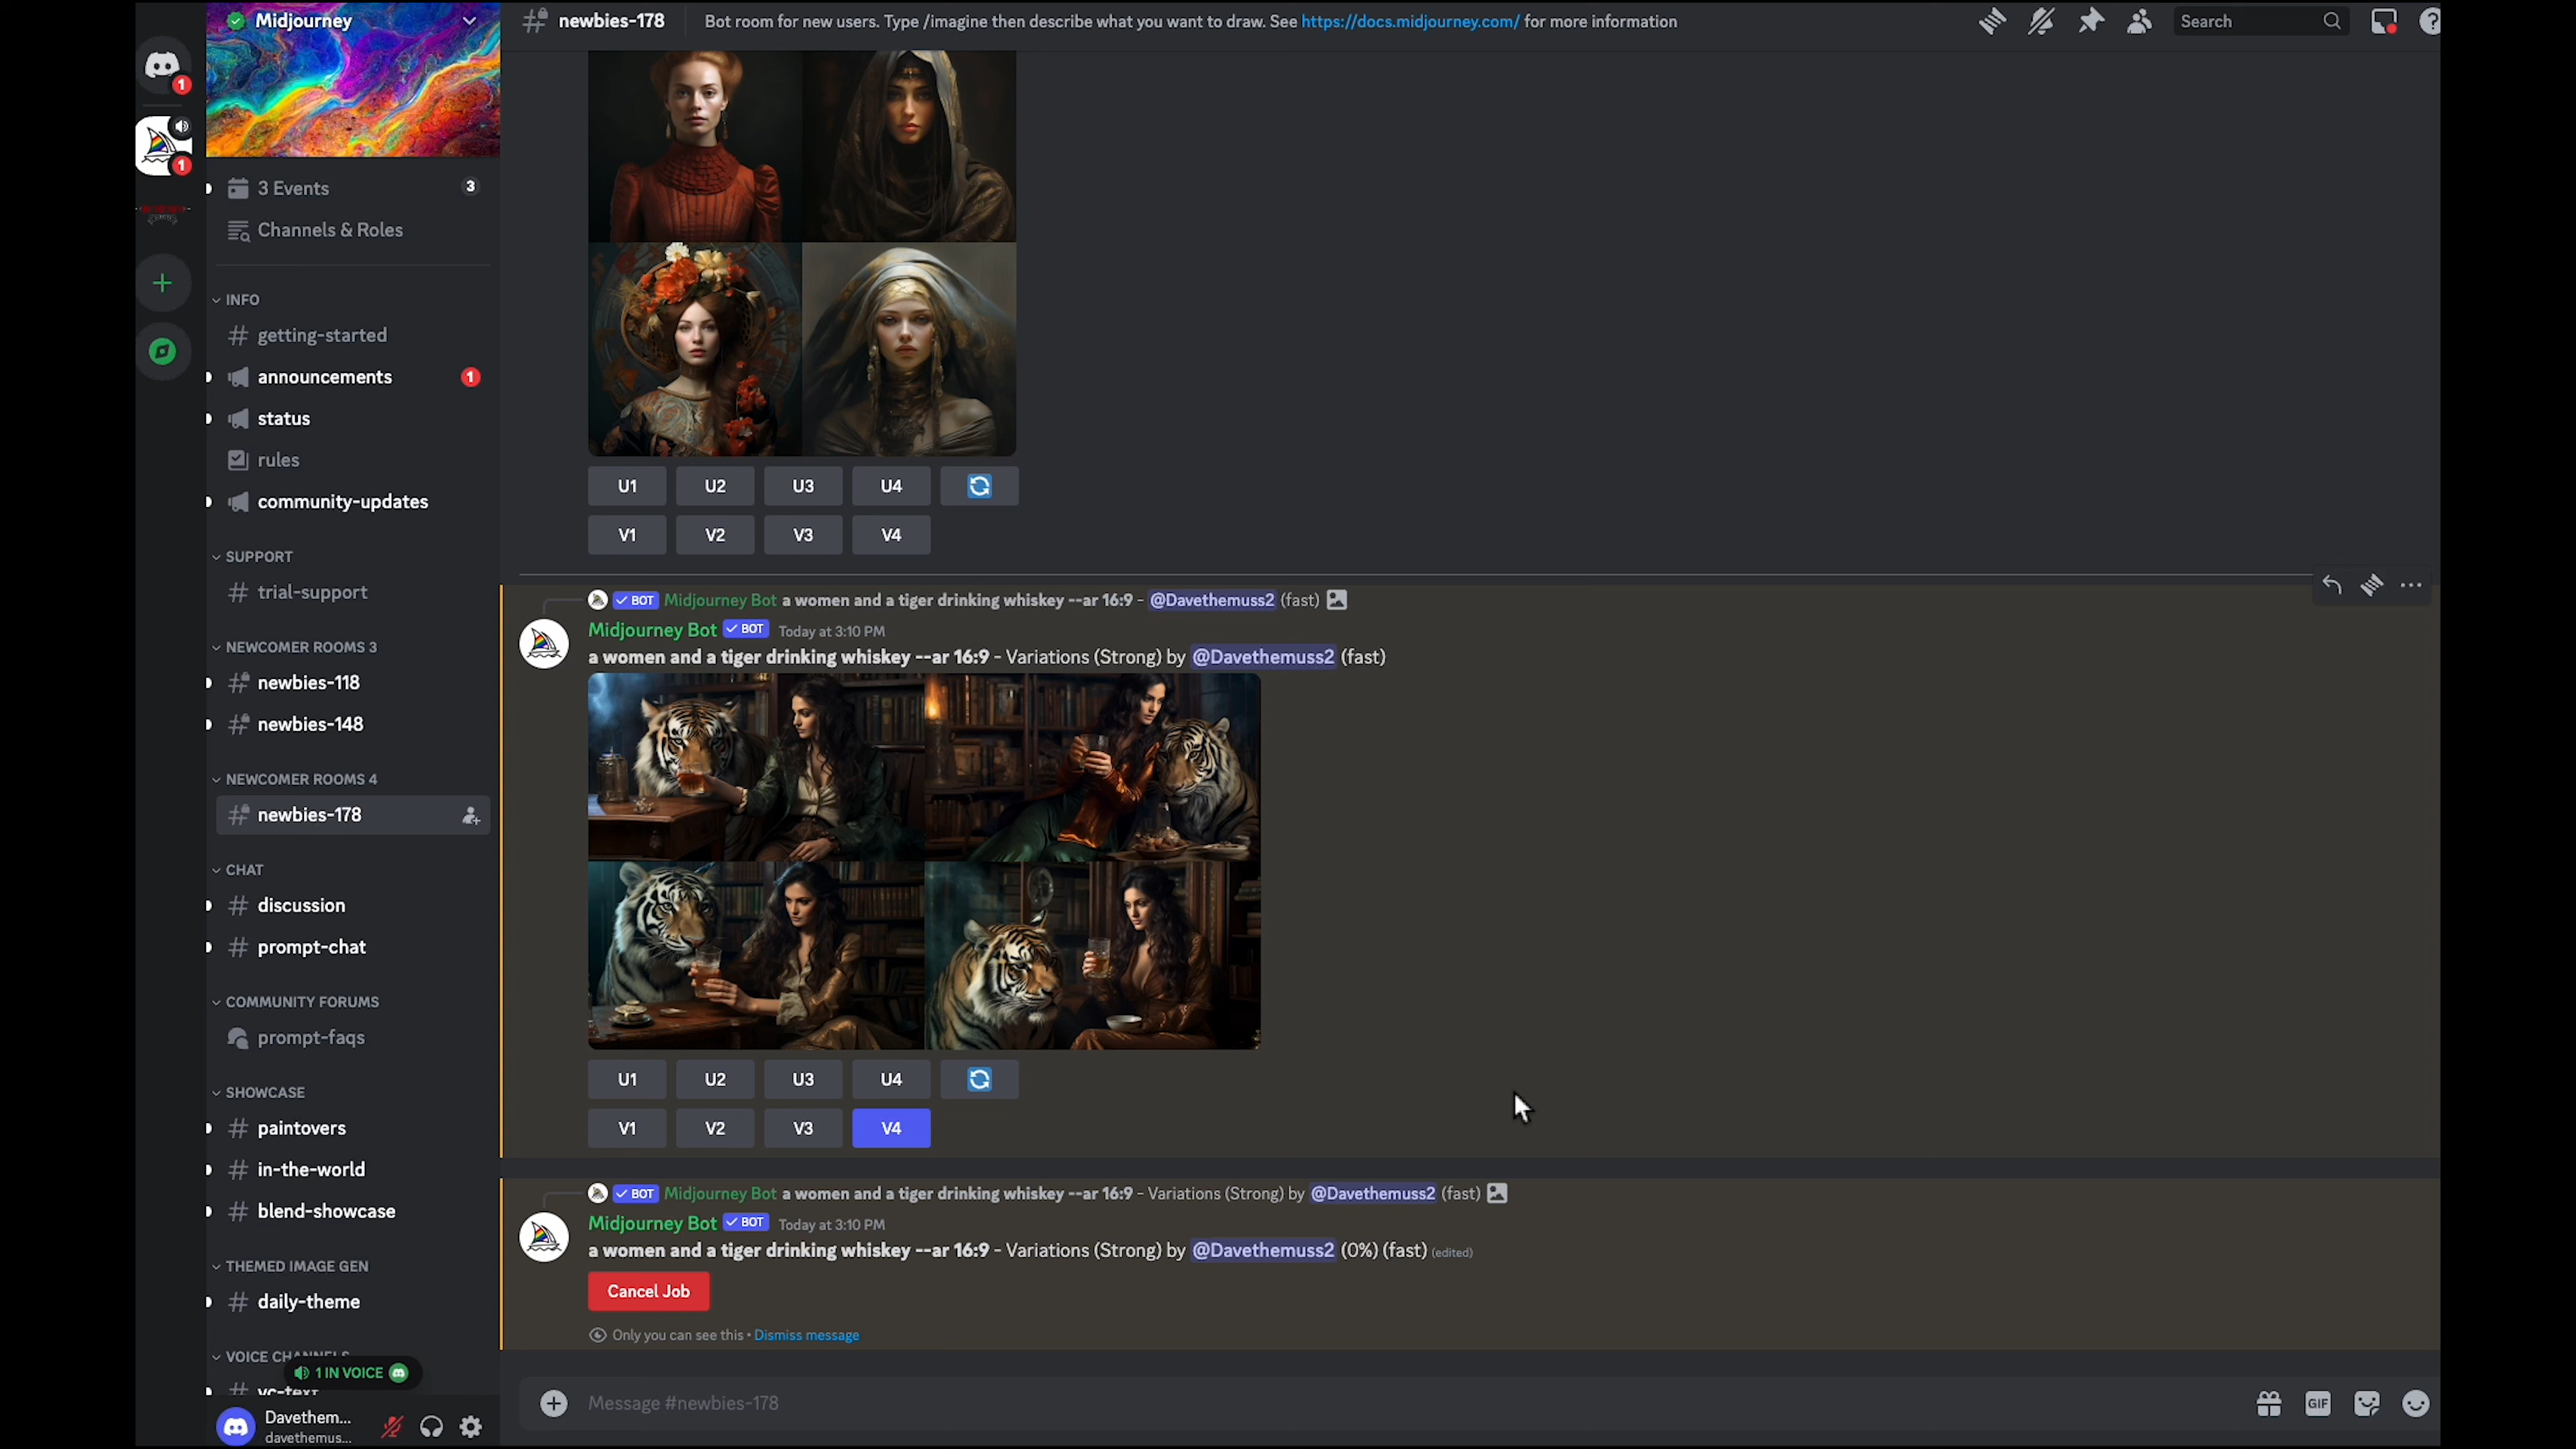 Midjourney
newbies-178
Bot room for new users. Type /imagine then describe what you want to draw. See https://docs.midjourney.com/ for more information
Search
1
1
3 Events
3
Channels & Roles
INFO
getting-started
announcements
1
status
rules
community-updates
SUPPORT
trial-support
NEWCOMER ROOMS 3
newbies-118
newbies-148
NEWCOMER ROOMS 4
newbies-178
CHAT
discussion
prompt-chat
COMMUNITY FORUMS
prompt-faqs
SHOWCASE
paintovers
in-the-world
blend-showcase
THEMED IMAGE GEN
daily-theme
VOICE CHANNELS
1 IN VOICE
vc-text
Davethem...
davethemus...
U1 U2 U3 U4
V1 V2 V3 V4
BOT Midjourney Bot a women and a tiger drinking whiskey --ar 16:9 - @Davethemuss2 (fast)
Midjourney Bot BOT Today at 3:10 PM
a women and a tiger drinking whiskey --ar 16:9 - Variations (Strong) by @Davethemuss2 (fast)
U1 U2 U3 U4
V1 V2 V3 V4
BOT Midjourney Bot a women and a tiger drinking whiskey --ar 16:9 - Variations (Strong) by @Davethemuss2 (fast)
Midjourney Bot BOT Today at 3:10 PM
a women and a tiger drinking whiskey --ar 16:9 - Variations (Strong) by @Davethemuss2 (0%) (fast) (edited)
Cancel Job
Only you can see this • Dismiss message
Message #newbies-178
GIF